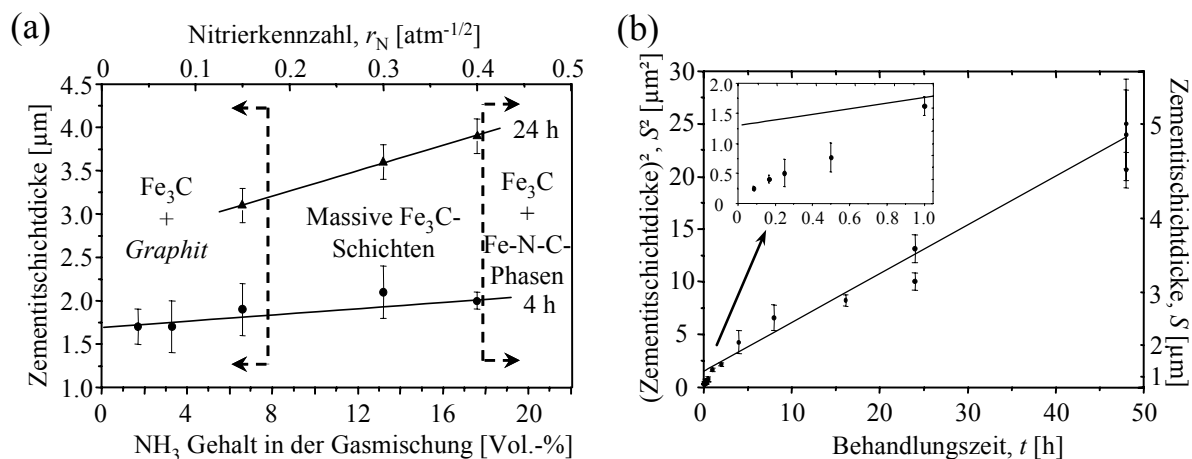 (a)
Nitrierkennzahl, r_N [atm^-1/2]
0 0.1 0.2 0.3 0.4 0.5
Zementitschichtdicke [µm]
4.5
4.0
3.5
3.0
2.5
2.0
1.5
1.0
24 h
Fe₃C
+
Graphit
Massive Fe₃C-
Schichten
Fe₃C
+
Fe-N-C-
Phasen
4 h
0 4 8 12 16 20
NH₃ Gehalt in der Gasmischung [Vol.-%]
(b)
(Zementitschichtdicke)², S² [µm²]
30
25
20
15
10
5
0
2.0
1.5
1.0
0.5
0
0 0.2 0.4 0.6 0.8 1.0
Zementitschichtdicke, S [µm]
5
4
3
2
1
0 10 20 30 40 50
Behandlungszeit, t [h]